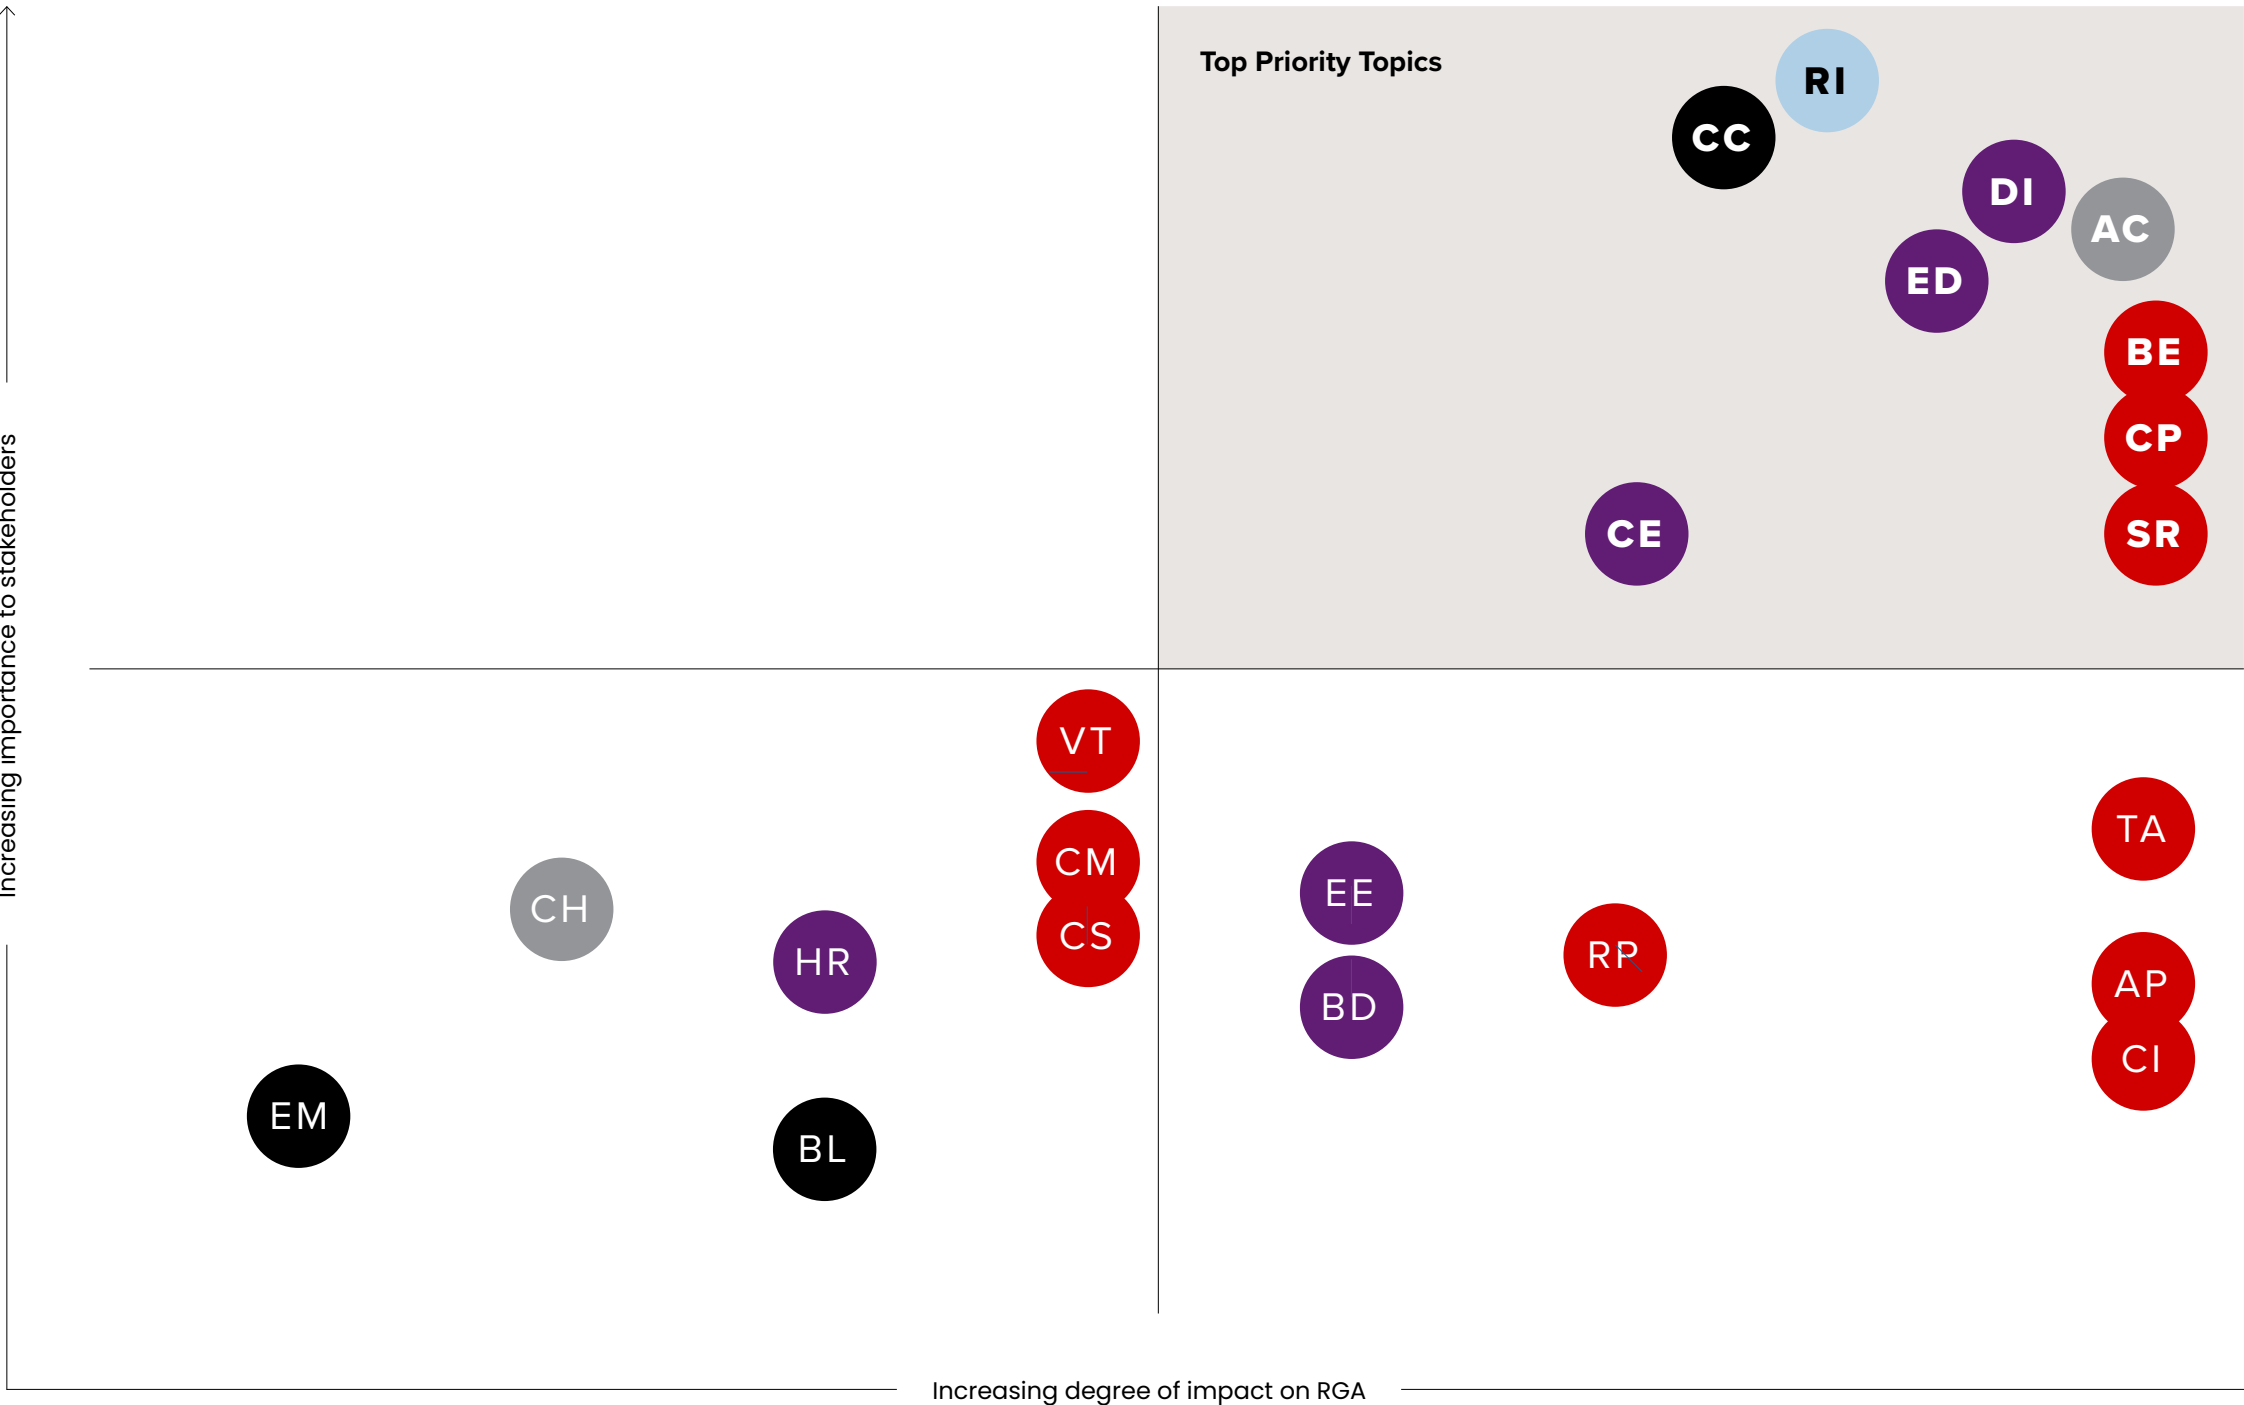 Top Priority Topics
RI
CC
DI
AC
ED
BE
CP
CE
SR
Increasing importance to stakeholders
VT
TA
CM
EE
CH
CS
RP
HR
AP
BD
CI
EM
BL
Increasing degree of impact on RGA